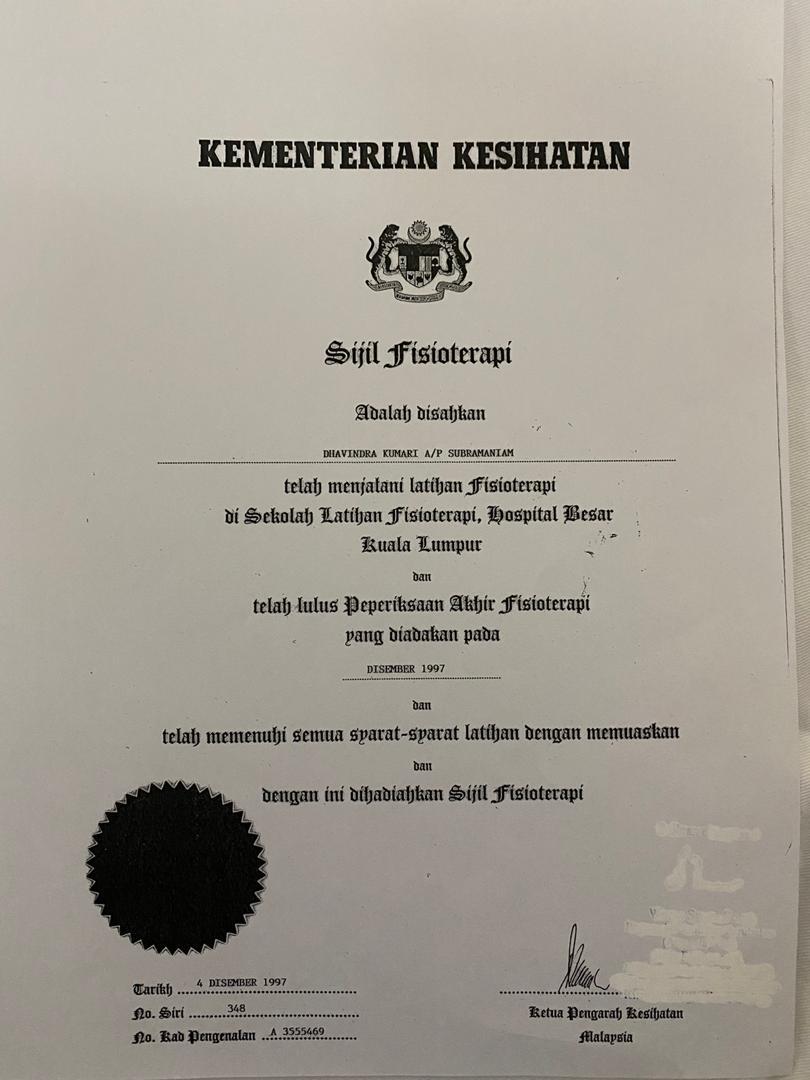 KEMENTERIAN KESIHATAN
Sijil Fisioterapi
Adalah disahkan
DHAVINDRA KUMARI A/P SUBRAMANIAM
telah menjalani latihan Fisioterapi
di Sekolah Latihan Fisioterapi, Hospital Besar
Kuala Lumpur
dan
telah lulus Peperiksaan Akhir Fisioterapi
yang diadakan pada
DISEMBER 1997
dan
telah memenuhi semua syarat-syarat latihan dengan memuaskan
dan
dengan ini dihadiahkan Sijil Fisioterapi
Tarikh 4 DISEMBER 1997
No. Siri 348
No. Kad Pengenalan A 3555469
Ketua Pengarah Kesihatan
Malaysia